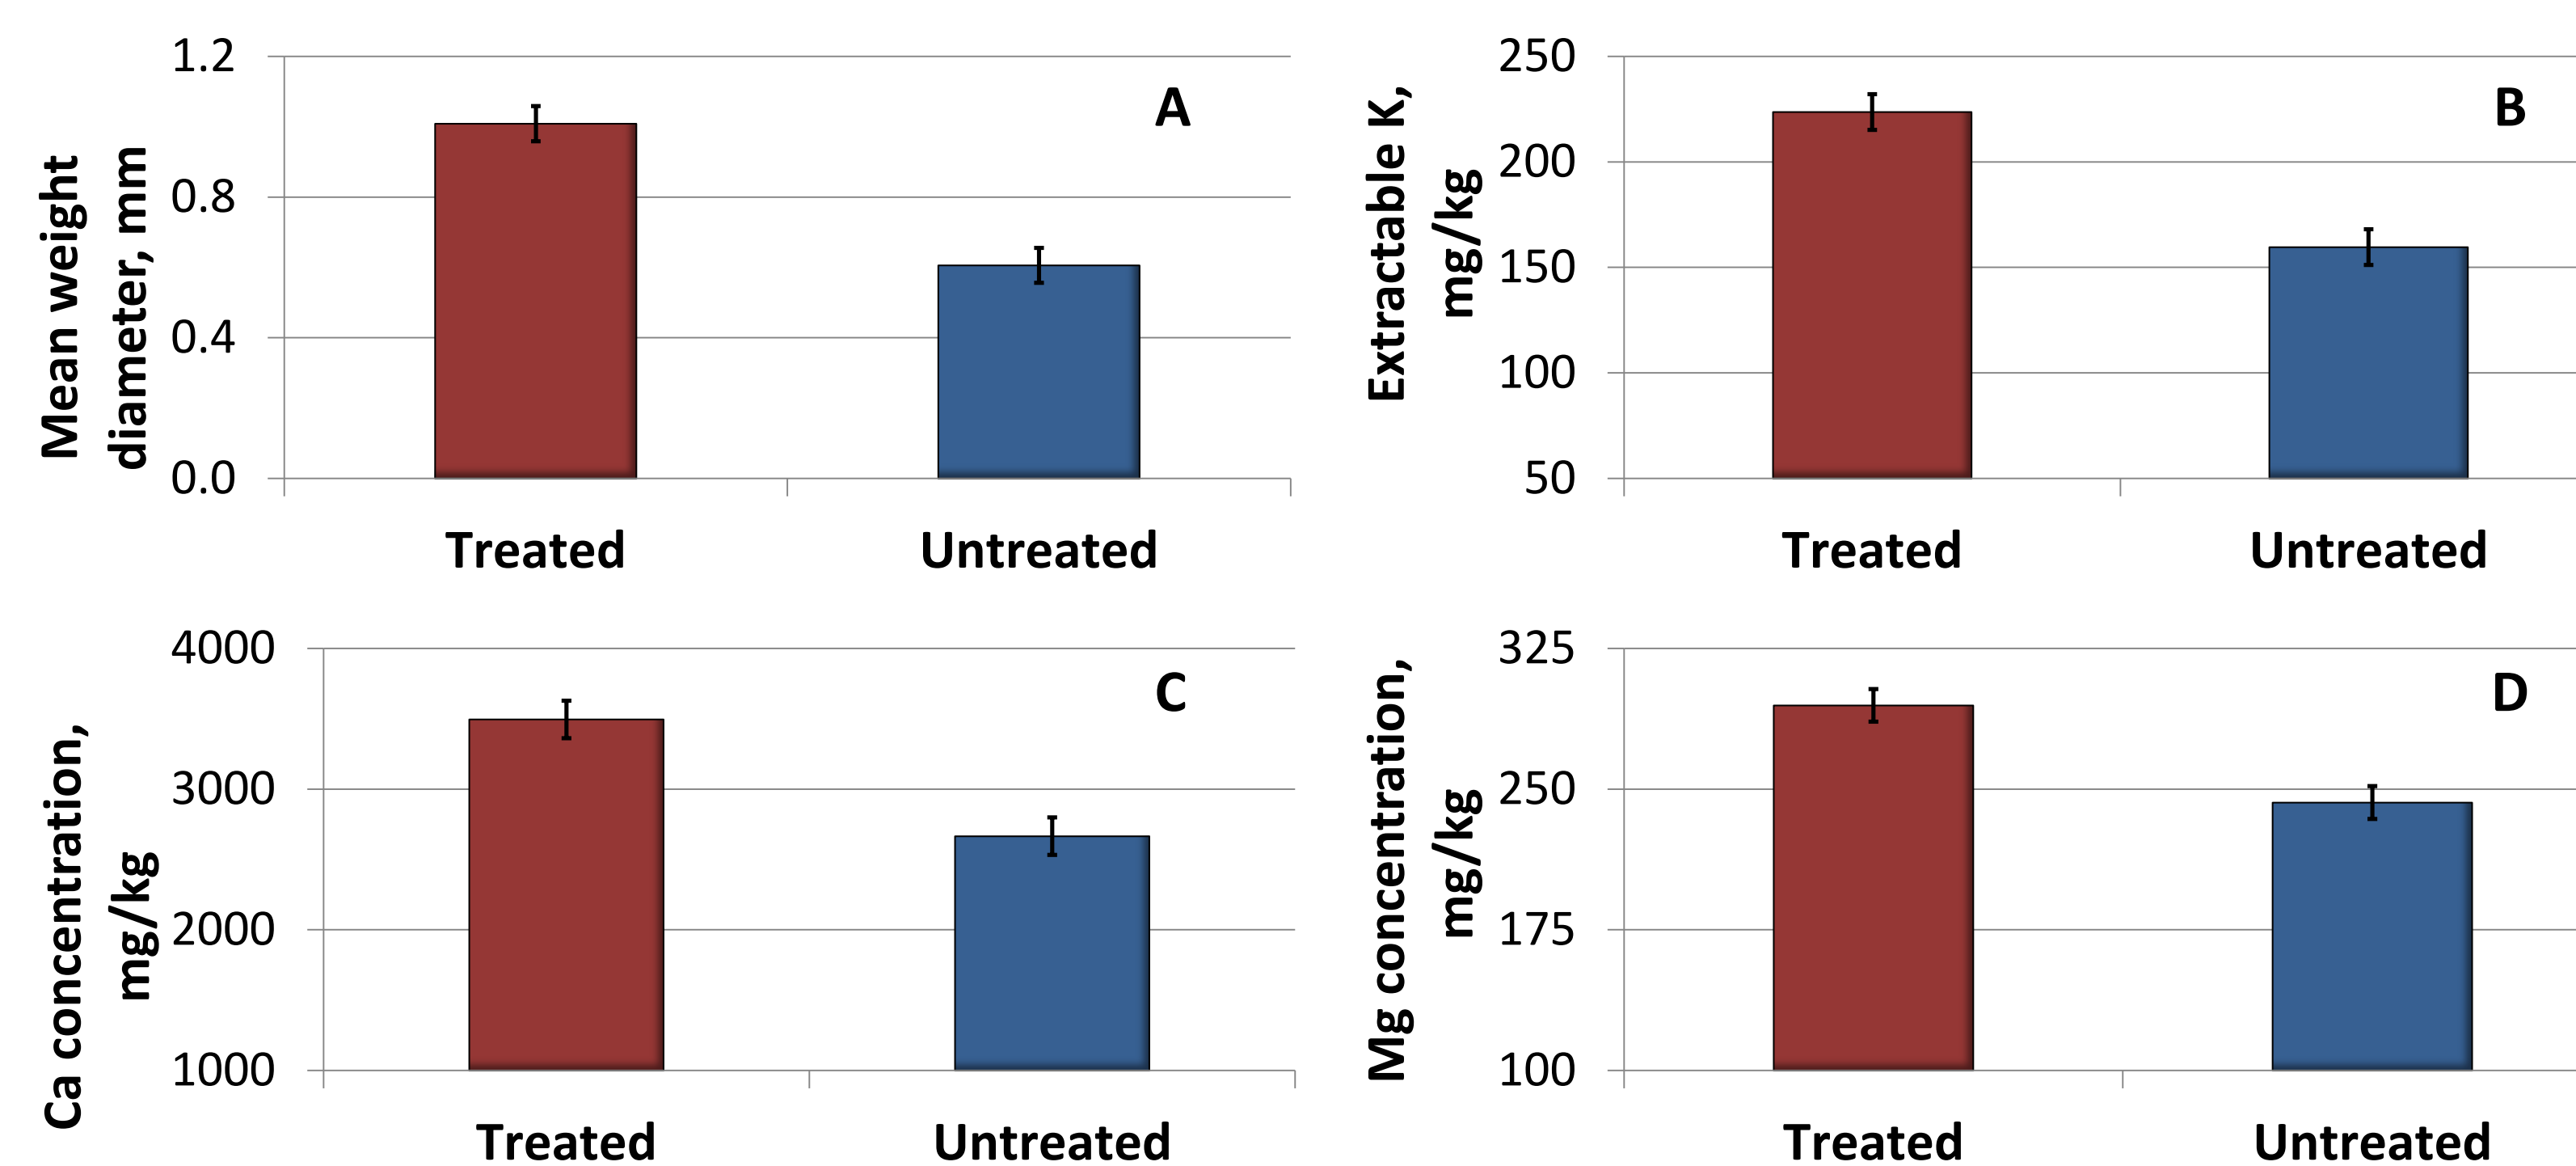 Mean weight
diameter, mm
1.2
0.8
0.4
0.0
A
Treated
Untreated
Extractable K,
mg/kg
250
200
150
100
50
B
Treated
Untreated
Ca concentration,
mg/kg
4000
3000
2000
1000
C
Treated
Untreated
Mg concentration,
mg/kg
325
250
175
100
D
Treated
Untreated